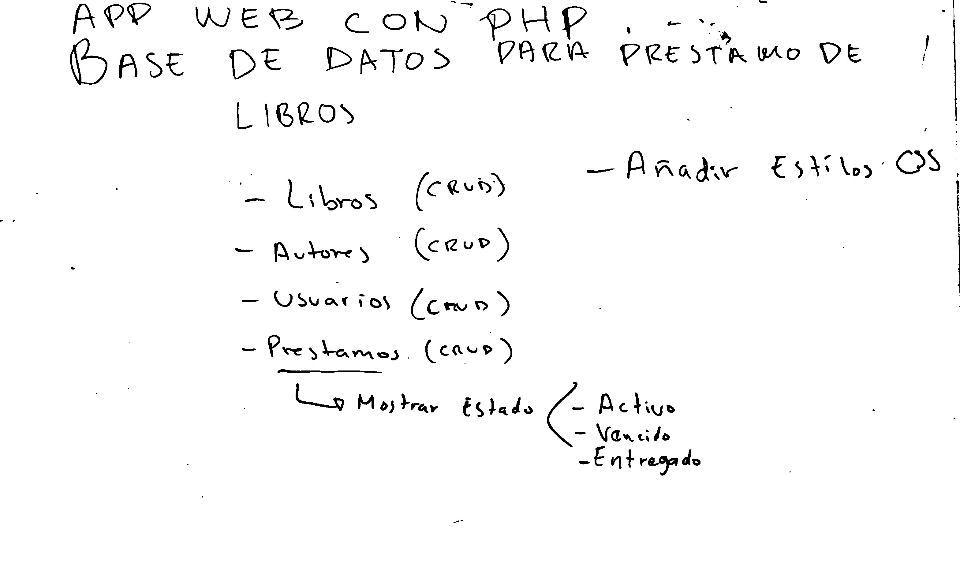 APP WEB CON PHP
BASE DE DATOS PARA PRESTAMO DE
LIBROS
- Añadir Estilos CSS
- Libros (CRUD)
- Autores (CRUD)
- Usuarios (CRUD)
- Prestamos (CRUD)
Mostrar Estado - Activo
- Vencido
- Entregado